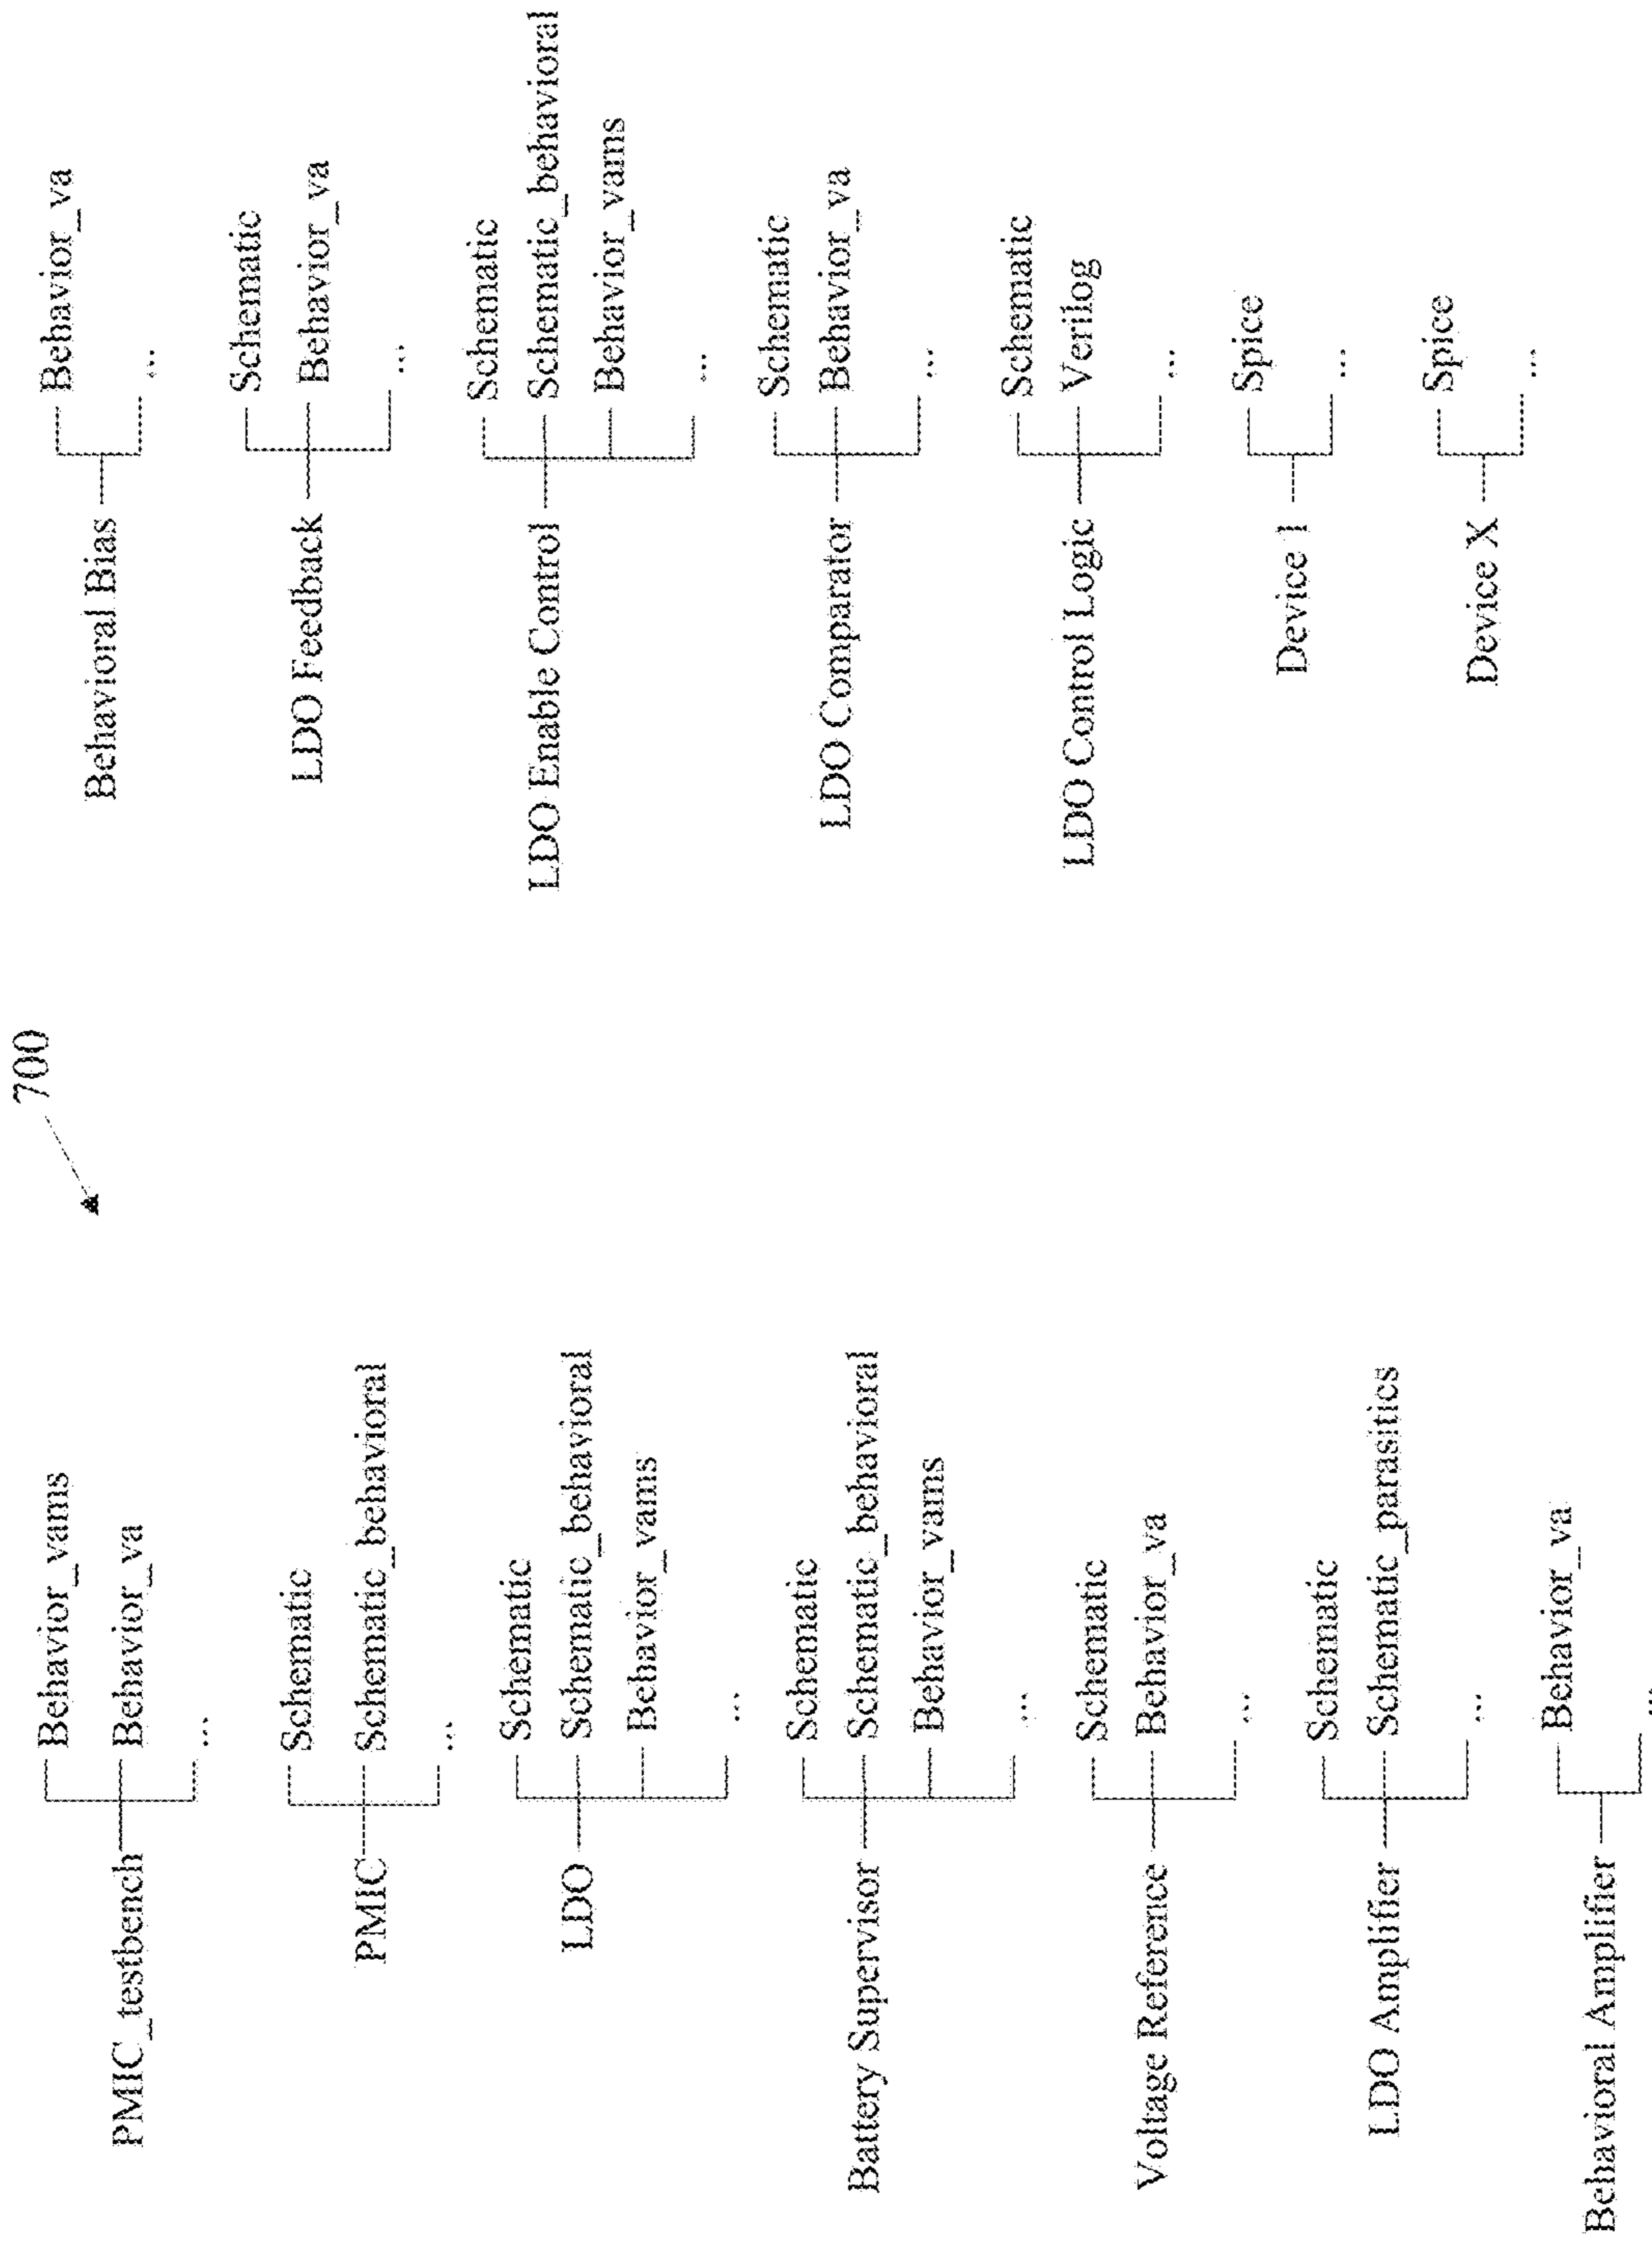 700
PMIC_testbench
Behavior_vams
Behavior_va
...
PMIC
Schematic
Schematic_behavioral
...
LDO
Schematic
Schematic_behavioral
Behavior_vams
...
Battery Supervisor
Schematic
Schematic_behavioral
Behavior_vams
...
Voltage Reference
Schematic
Behavior_va
...
LDO Amplifier
Schematic
Schematic_parasitics
...
Behavioral Amplifier
Behavior_va
...
Behavioral Bias
Behavior_va
...
LDO Feedback
Schematic
Behavior_va
...
LDO Enable Control
Schematic
Schematic_behavioral
Behavior_vams
...
LDO Comparator
Schematic
Behavior_va
...
LDO Control Logic
Schematic
Verilog
...
Device 1
Spice
...
Device X
Spice
...